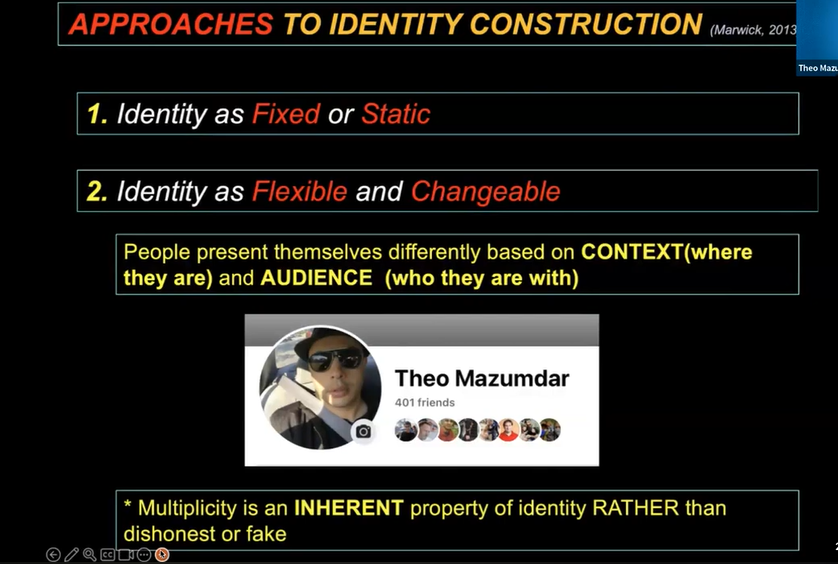 APPROACHES TO IDENTITY CONSTRUCTION (Marwick, 2013
Theo Mazu
1. Identity as Fixed or Static
2. Identity as Flexible and Changeable
People present themselves differently based on CONTEXT(where
they are) and AUDIENCE (who they are with)
Theo Mazumdar
401 friends
* Multiplicity is an INHERENT property of identity RATHER than
dishonest or fake
CC